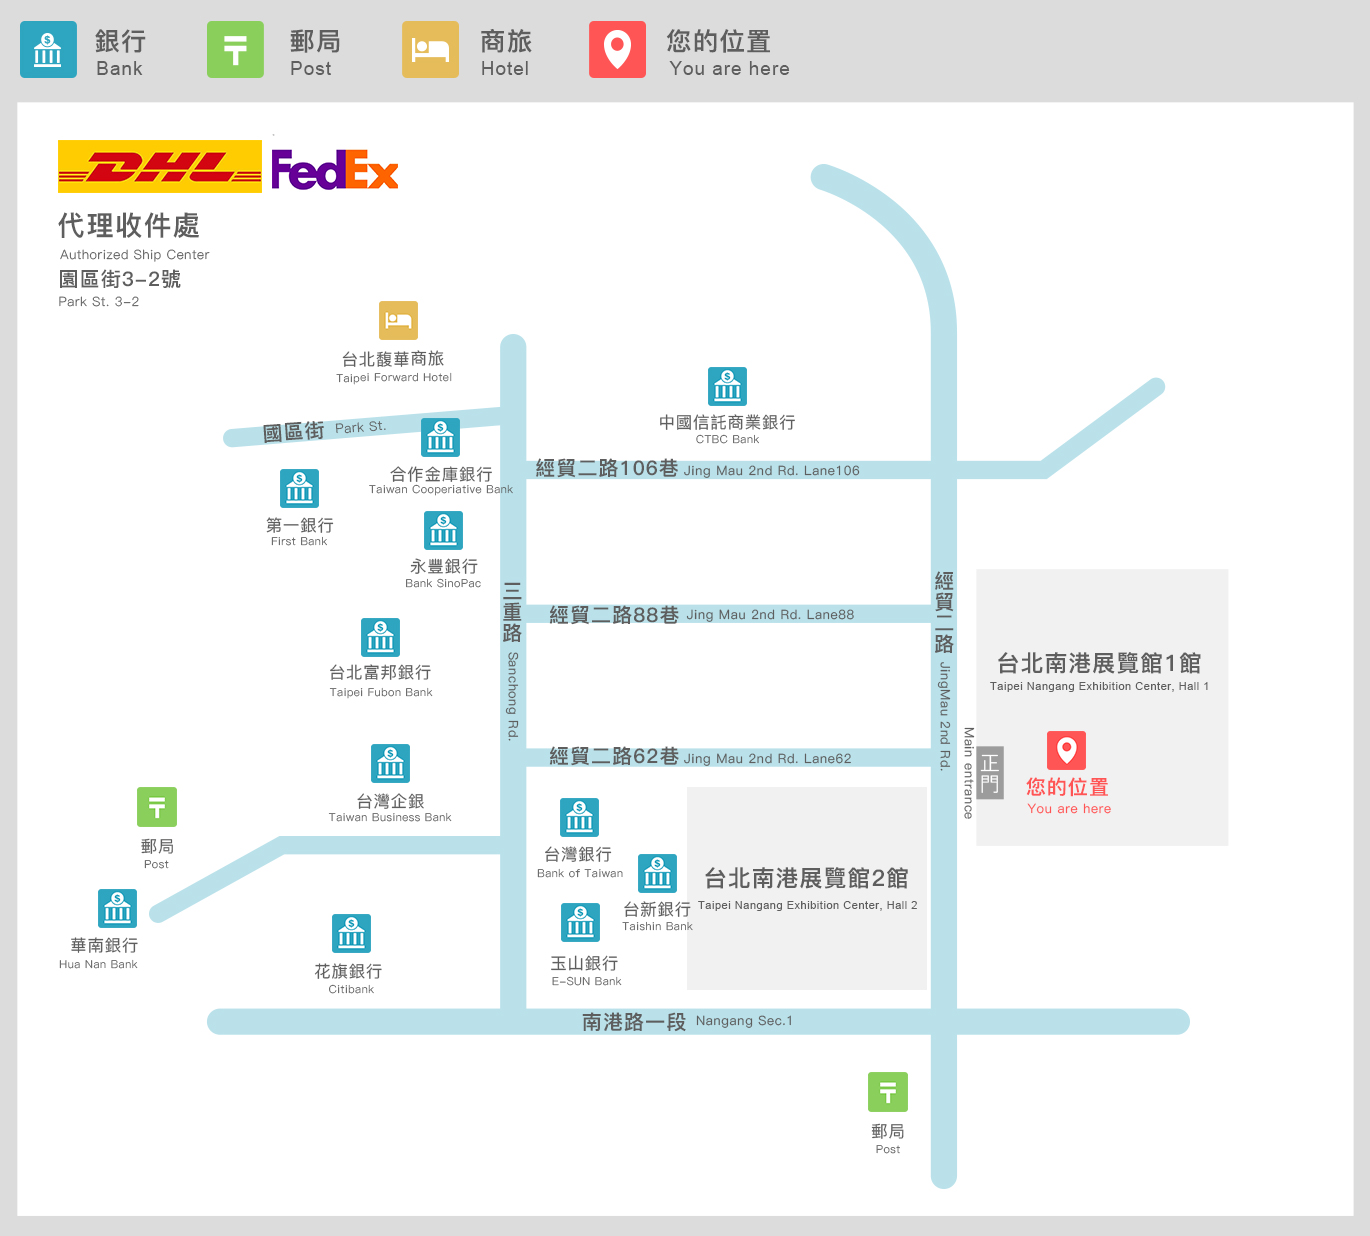 銀行
Bank
郵局
Post
商旅
Hotel
您的位置
You are here
DHL
FedEx
代理收件處
Authorized Ship Center
園區街3-2號
Park St. 3-2
台北馥華商旅
Taipei Forward Hotel
國區街 Park St.
中國信託商業銀行
CTBC Bank
合作金庫銀行
Taiwan Cooperiative Bank
經貿二路106巷 Jing Mau 2nd Rd. Lane106
第一銀行
First Bank
永豐銀行
Bank SinoPac
三重路 Sanchong Rd.
經貿二路88巷 Jing Mau 2nd Rd. Lane88
經貿二路 JingMau 2nd Rd.
台北富邦銀行
Taipei Fubon Bank
台北南港展覽館1館
Taipei Nangang Exhibition Center, Hall 1
經貿二路62巷 Jing Mau 2nd Rd. Lane62
Main entrance
正門
您的位置
You are here
台灣企銀
Taiwan Business Bank
郵局
Post
台灣銀行
Bank of Taiwan
台北南港展覽館2館
Taipei Nangang Exhibition Center, Hall 2
台新銀行
Taishin Bank
華南銀行
Hua Nan Bank
花旗銀行
Citibank
玉山銀行
E-SUN Bank
南港路一段 Nangang Sec.1
郵局
Post